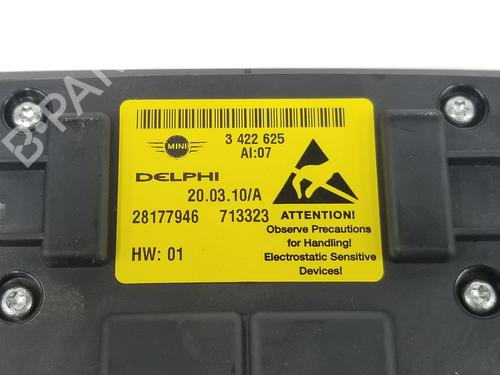 B-PARTS
MINI
3 422 625
AI:07
DELPHI
20.03.10/A
28177946 713323
HW: 01
ATTENTION!
Observe Precautions
for Handling!
Electrostatic Sensitive
Devices!